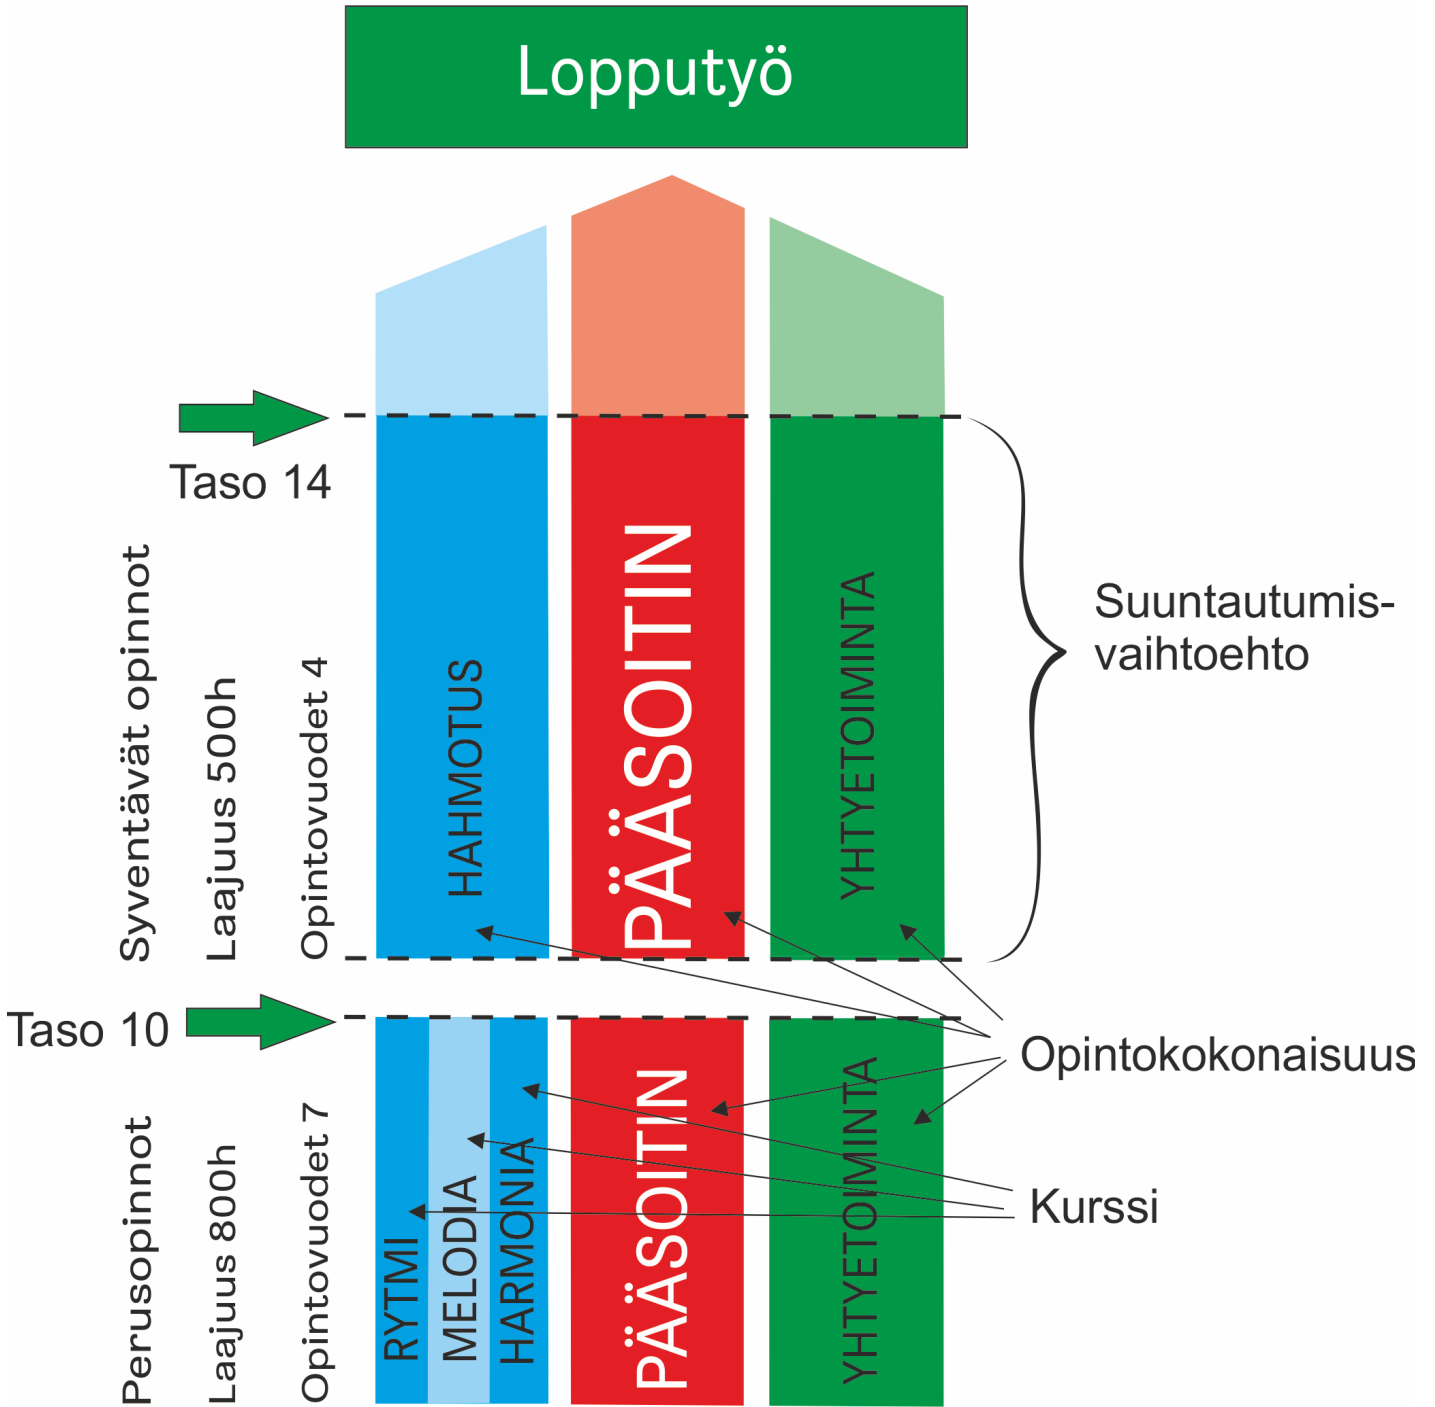 Lopputyö
Taso 14
Syventävät opinnot
Laajuus 500h
Opintovuodet 4
HAHMOTUS
PÄÄSOITIN
YHTYETOIMINTA
Suuntautumis-
vaihtoehto
Taso 10
Opintokokonaisuus
Perusopinnot
Laajuus 800h
Opintovuodet 7
RYTMI
MELODIA
HARMONIA
PÄÄSOITIN
YHTYETOIMINTA
Kurssi